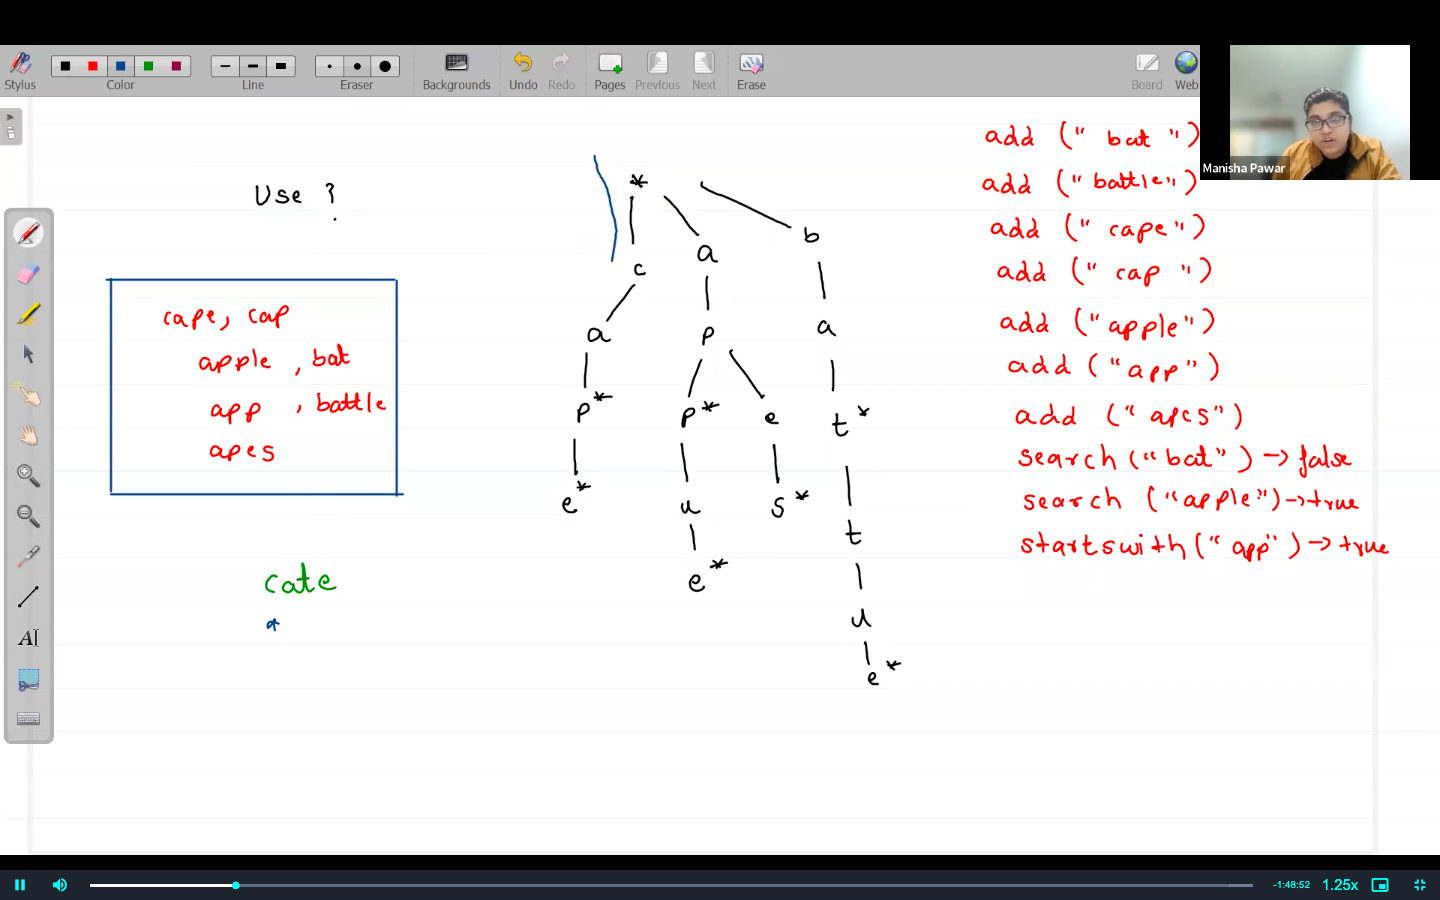 Stylus
Color
Line
Eraser
Backgrounds
Undo
Redo
Pages
Previous
Next
Erase
Board
Web
Manisha Pawar
Use ?
cape, cap
apple , bat
app , battle
apes
cate
*
*
c a b
a p a
p* p* e t*
e* u s* t
e* u
e*
add (" bat ")
add ("battle")
add (" cape")
add (" cap ")
add ("apple")
add ("app")
add ("apes")
search ("bat") -> false
search ("apple") -> true
startswith ("app") -> true
AI
-1:48:52
1.25x